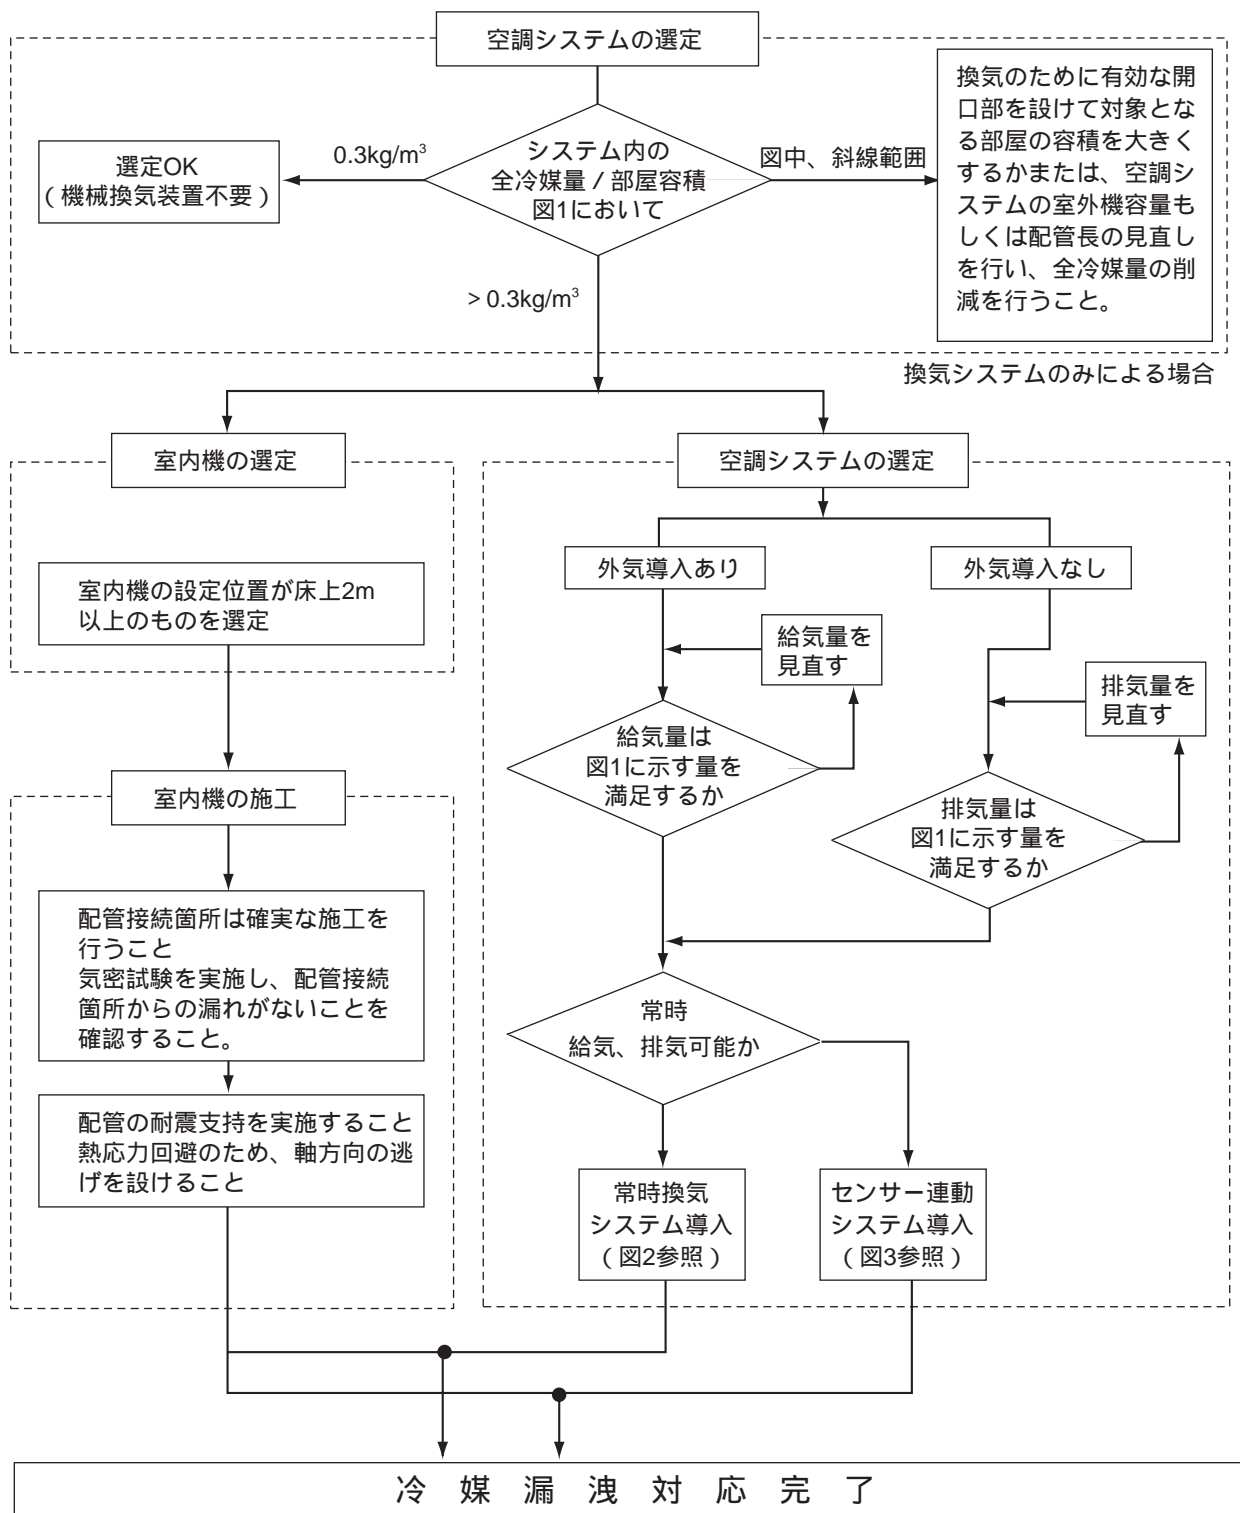 空調システムの選定
システム内の
全冷媒量 / 部屋容積
図1において
0.3kg/m³
選定OK
( 機械換気装置不要 )
図中、斜線範囲
換気のために有効な開
口部を設けて対象とな
る部屋の容積を大きく
するかまたは、空調シ
ステムの室外機容量も
しくは配管長の見直し
を行い、全冷媒量の削
減を行うこと。
> 0.3kg/m³
換気システムのみによる場合
室内機の選定
室内機の設定位置が床上2m
以上のものを選定
室内機の施工
配管接続箇所は確実な施工を
行うこと
気密試験を実施し、配管接続
箇所からの漏れがないことを
確認すること。
配管の耐震支持を実施すること
熱応力回避のため、軸方向の逃
げを設けること
空調システムの選定
外気導入あり
外気導入なし
給気量を
見直す
排気量を
見直す
給気量は
図1に示す量を
満足するか
排気量は
図1に示す量を
満足するか
常時
給気、排気可能か
常時換気
システム導入
( 図2参照 )
センサー連動
システム導入
( 図3参照 )
冷媒漏洩対応完了